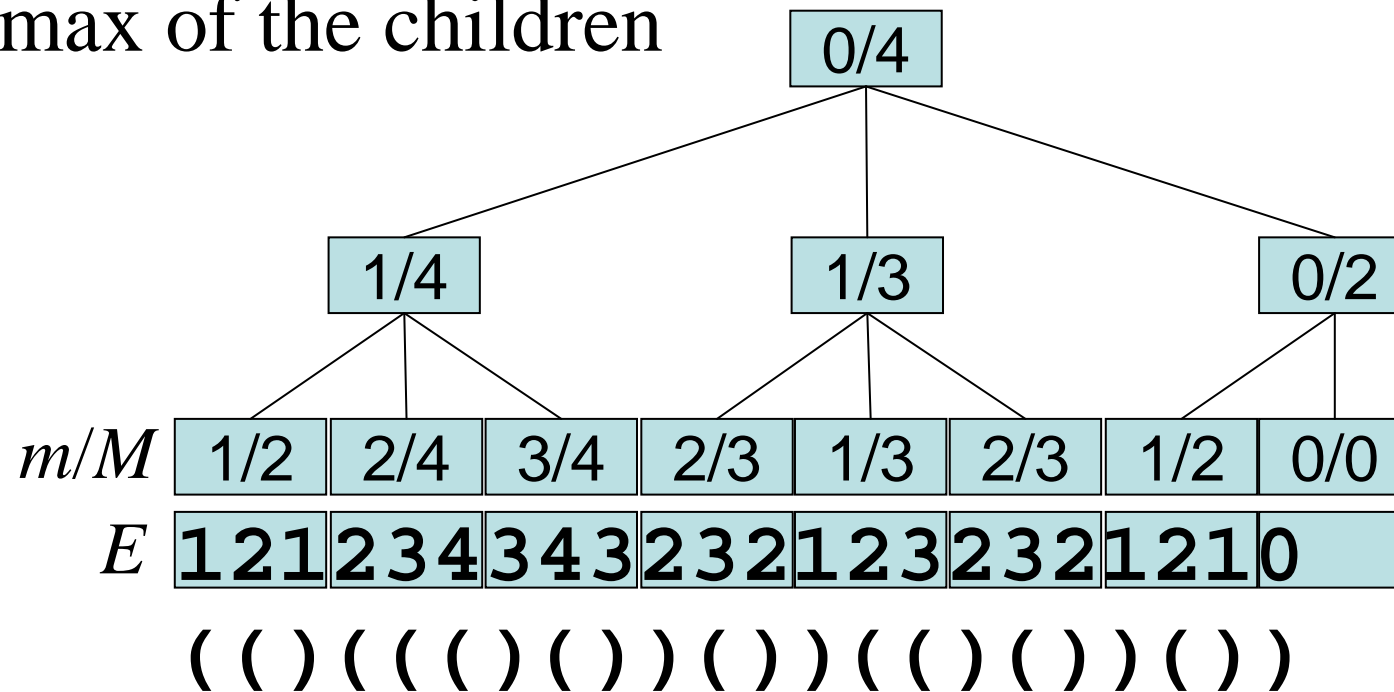 max of the children
0/4
1/4 1/3 0/2
m/M 1/2 2/4 3/4 2/3 1/3 2/3 1/2 0/0
E 121 234 343 232 123 232 121 0
(()((()())())(()())())